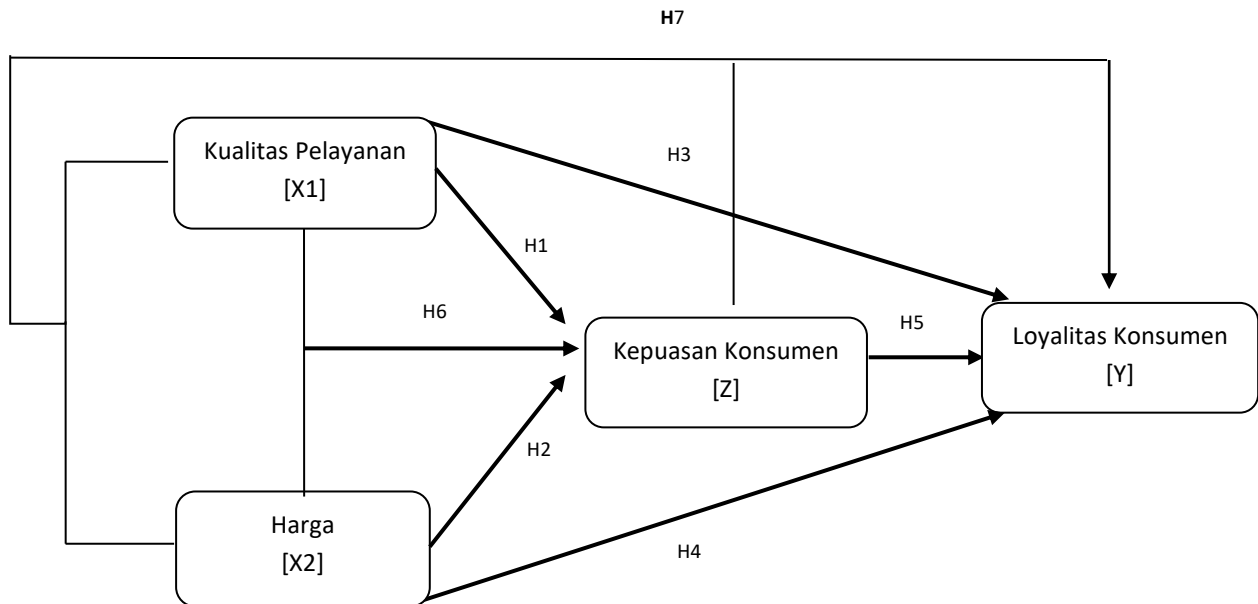 H7
Kualitas Pelayanan
[X1]
H3
H1
H6
Kepuasan Konsumen
[Z]
H5
Loyalitas Konsumen
[Y]
H2
Harga
[X2]
H4